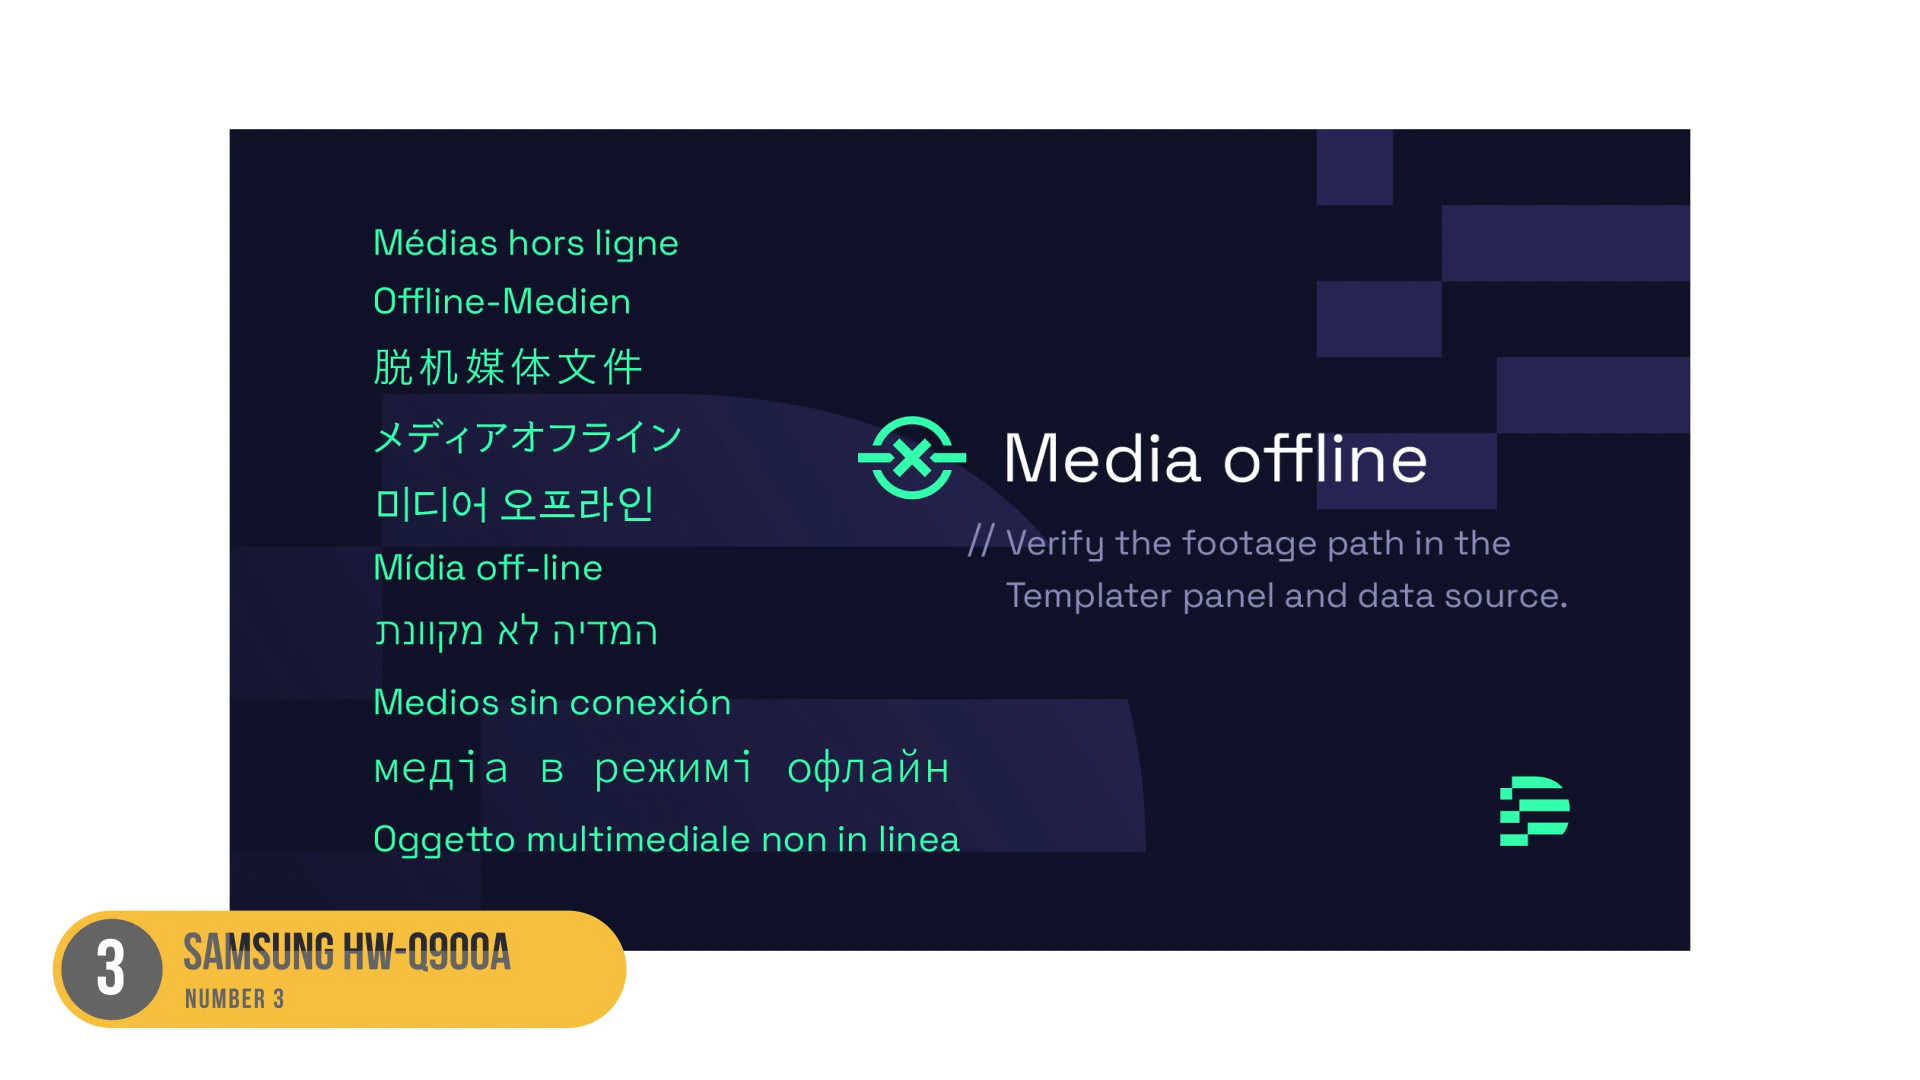 Médias hors ligne
Offline-Medien
脱机媒体文件
メディアオフライン
미디어 오프라인
Mídia off-line
המדיה לא מקוונת
Medios sin conexión
медіа в режимі офлайн
Oggetto multimediale non in linea
Media offline
// Verify the footage path in the
Templater panel and data source.
3
SAMSUNG HW-Q900A
NUMBER 3